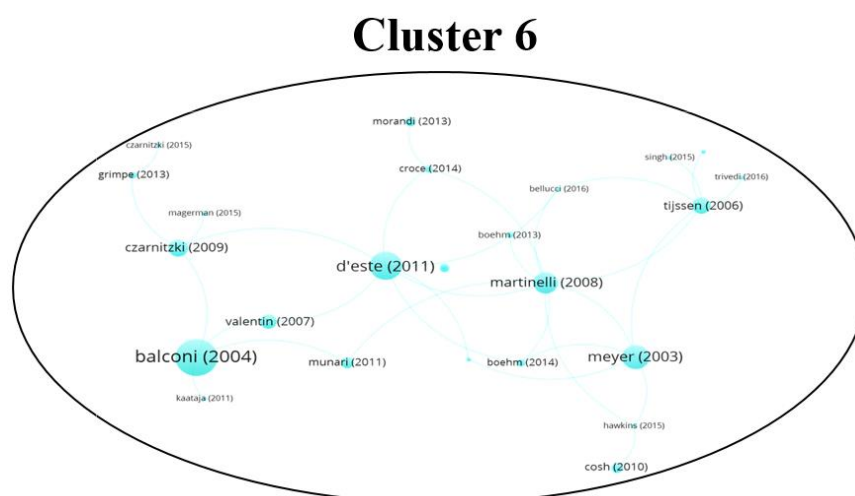 Cluster 6
morandi (2013)
czarnitzki (2015)
singh (2015)
croce (2014)
grimpe (2013)
trivedi (2016)
bellucci (2016)
tijssen (2006)
magerman (2015)
boehm (2013)
czarnitzki (2009)
d'este (2011)
martinelli (2008)
valentin (2007)
balconi (2004)
meyer (2003)
munari (2011)
boehm (2014)
kaataja (2011)
hawkins (2015)
cosh (2010)